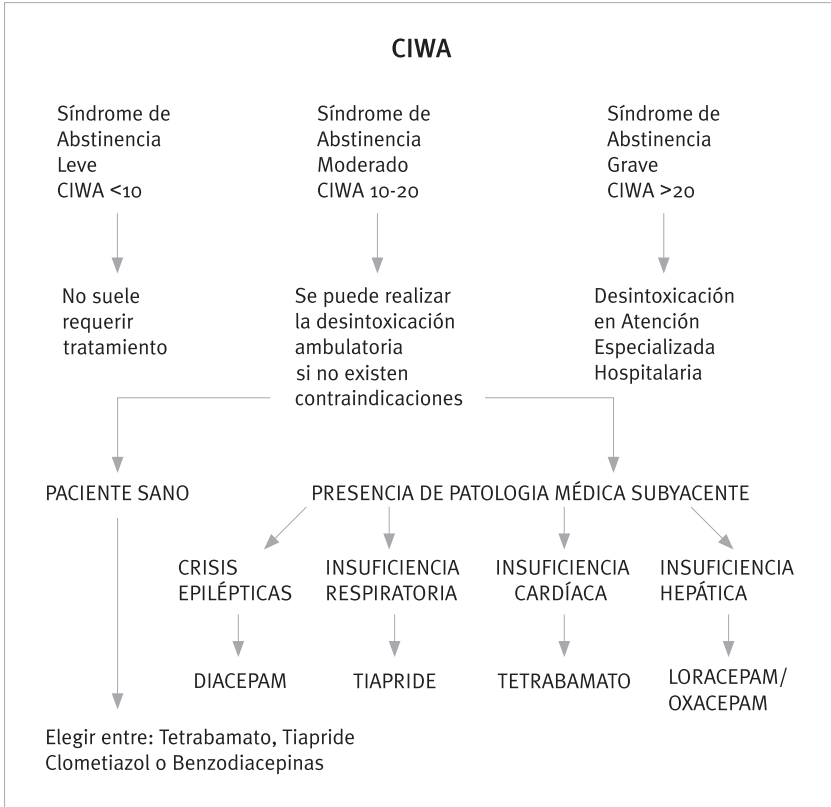 CIWA
Síndrome de
Abstinencia
Leve
CIWA <10
Síndrome de
Abstinencia
Moderado
CIWA 10-20
Síndrome de
Abstinencia
Grave
CIWA >20
No suele
requerir
tratamiento
Se puede realizar
la desintoxicación
ambulatoria
si no existen
contraindicaciones
Desintoxicación
en Atención
Especializada
Hospitalaria
PACIENTE SANO
PRESENCIA DE PATOLOGIA MÉDICA SUBYACENTE
CRISIS
EPILÉPTICAS
INSUFICIENCIA
RESPIRATORIA
INSUFICIENCIA
CARDÍACA
INSUFICIENCIA
HEPÁTICA
DIACEPAM
TIAPRIDE
TETRABAMATO
LORACEPAM/
OXACEPAM
Elegir entre: Tetrabamato, Tiapride
Clometiazol o Benzodiacepinas